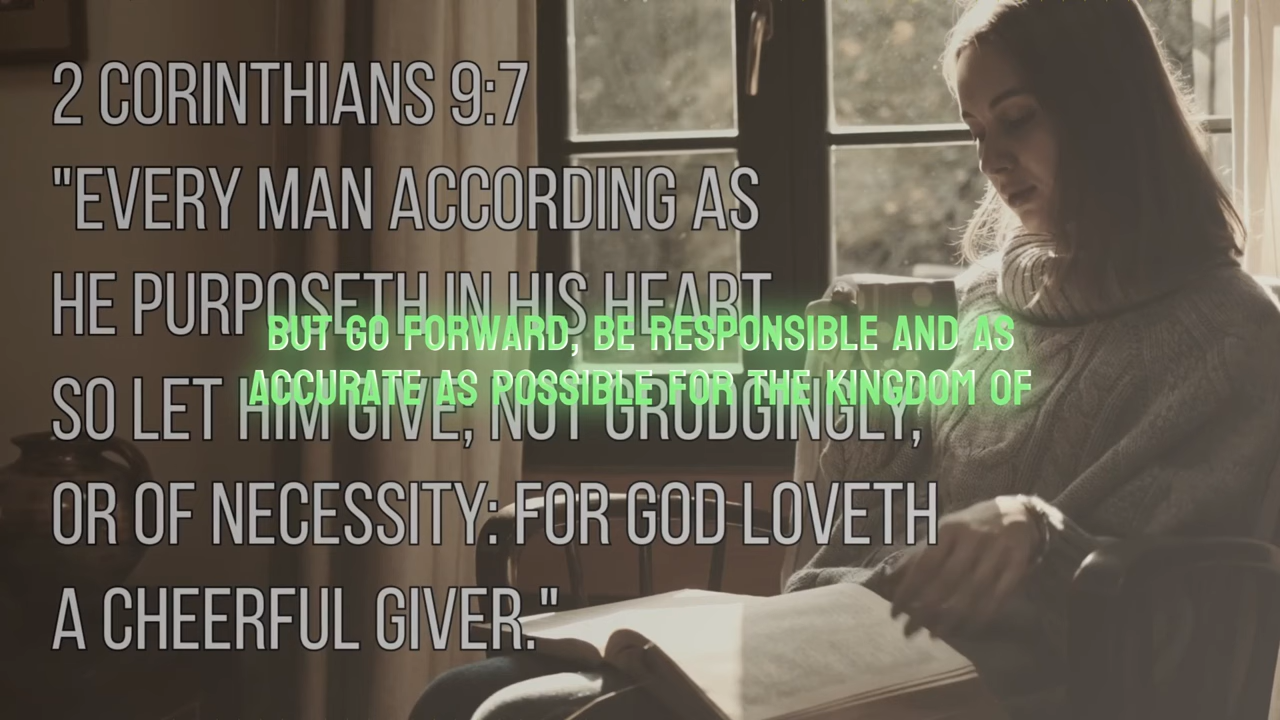 2 CORINTHIANS 9:7
"EVERY MAN ACCORDING AS
HE PURPOSETH IN HIS HEART
SO LET HIM GIVE, NOT GRUDGINGLY,
OR OF NECESSITY: FOR GOD LOVETH
A CHEERFUL GIVER."
BUT GO FORWARD, BE RESPONSIBLE AND AS
ACCURATE AS POSSIBLE FOR THE KINGDOM OF